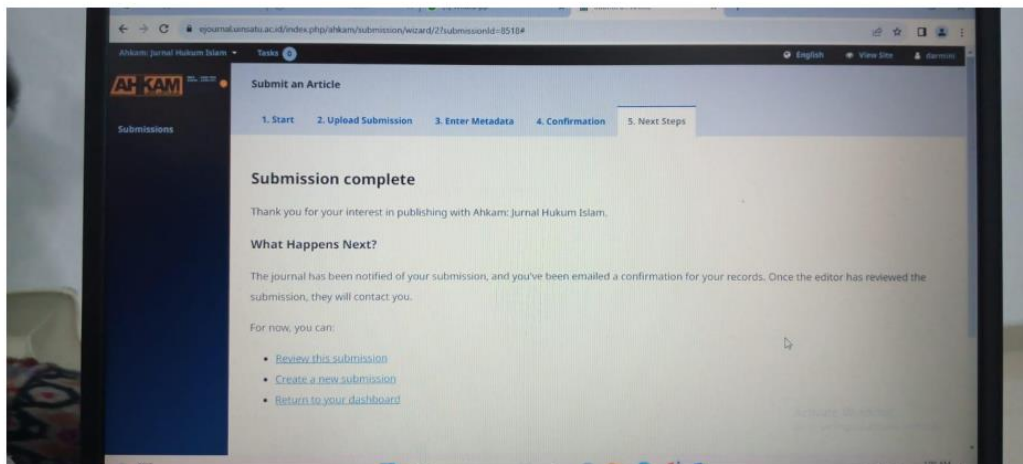 ejournal.uinsatu.ac.id/index.php/ahkam/submission/wizard/2?submissionId=8518#
Ahkam: Jurnal Hukum Islam Tasks 0 English View Site darmini
AHKAM
Submit an Article
Submissions
1. Start 2. Upload Submission 3. Enter Metadata 4. Confirmation 5. Next Steps
Submission complete
Thank you for your interest in publishing with Ahkam: Jurnal Hukum Islam.
What Happens Next?
The journal has been notified of your submission, and you've been emailed a confirmation for your records. Once the editor has reviewed the
submission, they will contact you.
For now, you can:
Review this submission
Create a new submission
Return to your dashboard